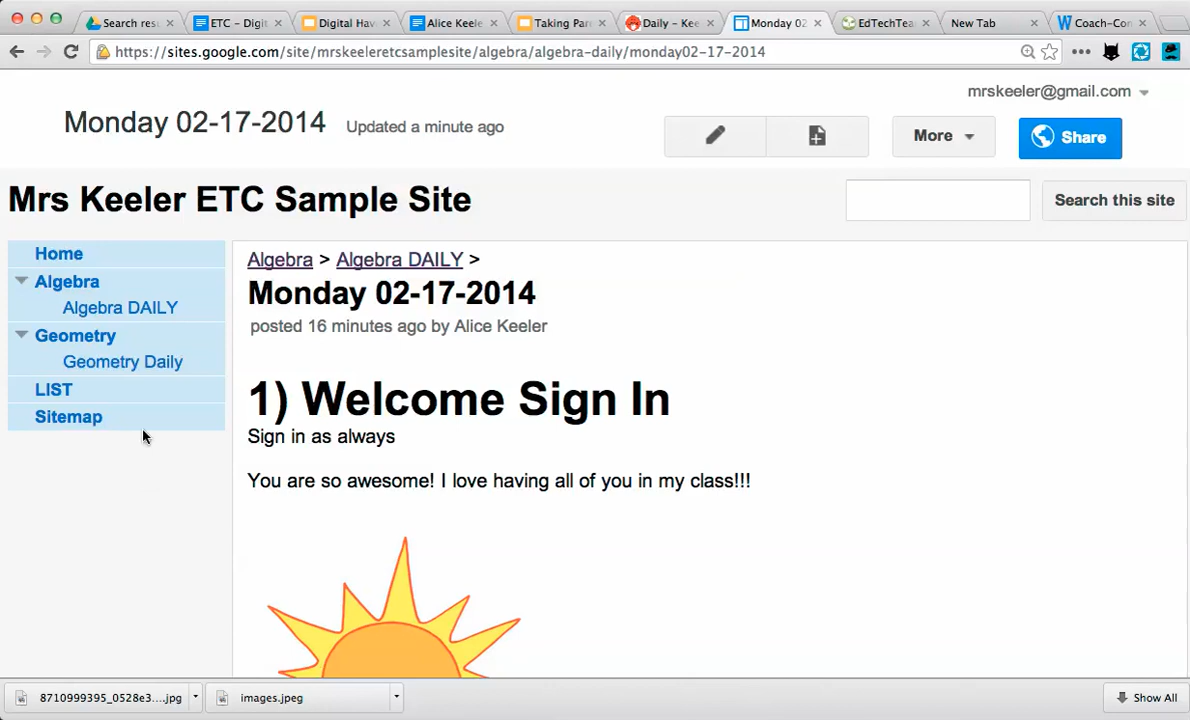 Search res
ETC - Digit
Digital Hav
Alice Keele
Taking Par
Daily - Kee
Monday 02
EdTechTea
New Tab
Coach-Con
https://sites.google.com/site/mrskeeleretcsamplesite/algebra/algebra-daily/monday02-17-2014
mrskeeler@gmail.com
Monday 02-17-2014 Updated a minute ago
More
Share
Mrs Keeler ETC Sample Site
Search this site
Home
Algebra
Algebra DAILY
Geometry
Geometry Daily
LIST
Sitemap
Algebra > Algebra DAILY >
Monday 02-17-2014
posted 16 minutes ago by Alice Keeler
1) Welcome Sign In
Sign in as always
You are so awesome! I love having all of you in my class!!!
8710999395_0528e3....jpg
images.jpeg
Show All